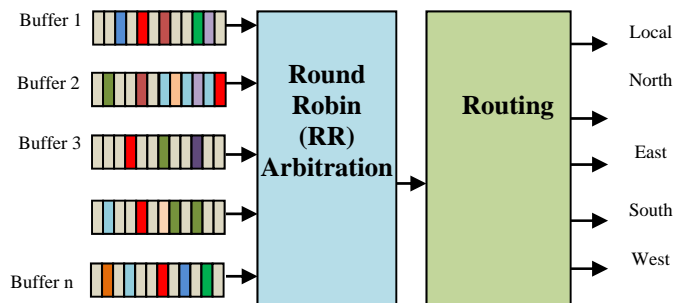 Buffer 1
Buffer 2
Buffer 3
Buffer n
Round
Robin
(RR)
Arbitration
Routing
Local
North
East
South
West